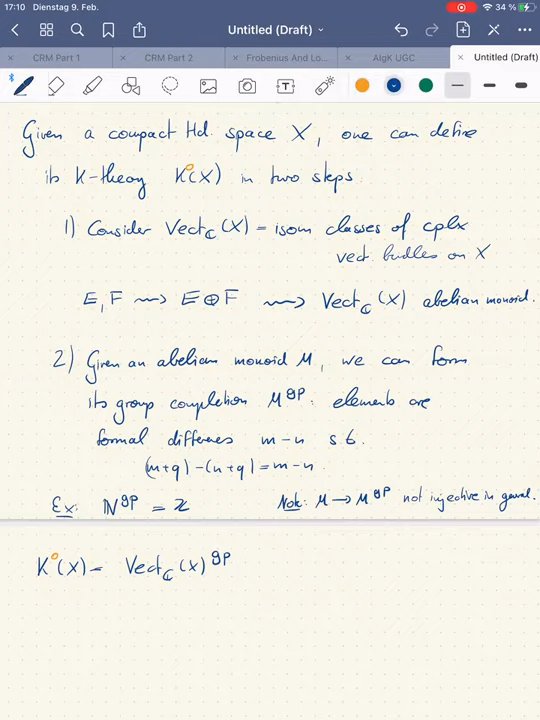 17:10 Dienstag 9. Feb. 34 %
Untitled (Draft)
CRM Part 1 CRM Part 2 Frobenius And Lo... AlgK UGC Untitled (Draft)
Given a compact Hd. space X, one can define
its K-theory K⁰(X) in two steps.
1) Consider Vect_ℂ(X) = isom classes of cplx
vect. bundles on X
E, F ⇝ E ⊕ F ⇝ Vect_ℂ(X) abelian monoid.
2) Given an abelian monoid M, we can form
its group completion M^gp: elements are
formal differences m-n s.t.
(m+q) - (n+q) = m-n.
Ex: ℕ^gp = ℤ Note: M → M^gp not injective in general.
K⁰(X) = Vect_ℂ(X)^gp